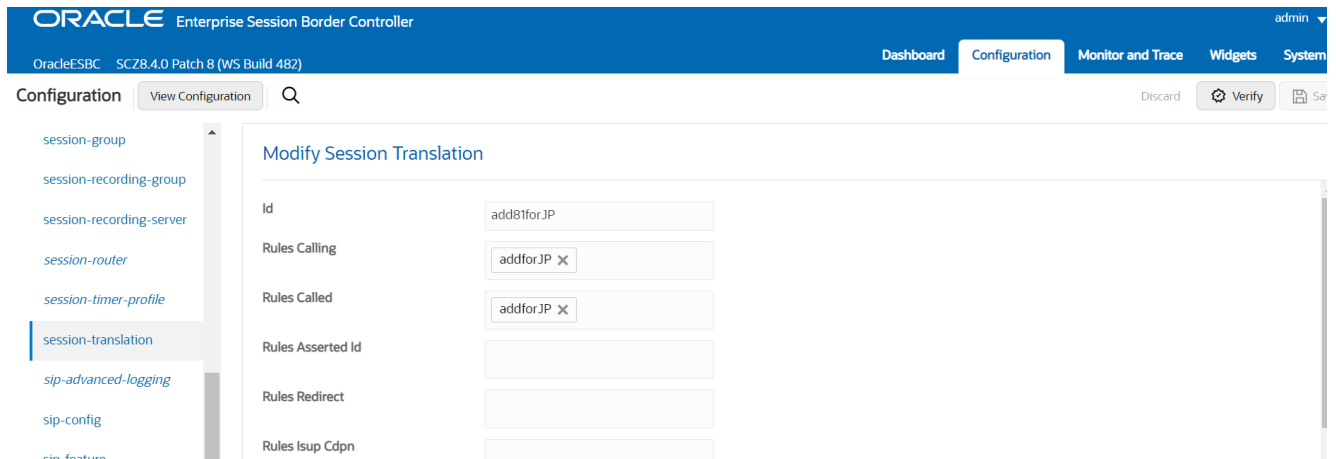 ORACLE Enterprise Session Border Controller
admin
OracleESBC SCZ8.4.0 Patch 8 (WS Build 482)
Dashboard Configuration Monitor and Trace Widgets System
Configuration View Configuration Discard Verify Sa
session-group
session-recording-group
session-recording-server
session-router
session-timer-profile
session-translation
sip-advanced-logging
sip-config
sip-feature
Modify Session Translation
Id add81forJP
Rules Calling addforJP
Rules Called addforJP
Rules Asserted Id
Rules Redirect
Rules Isup Cdpn